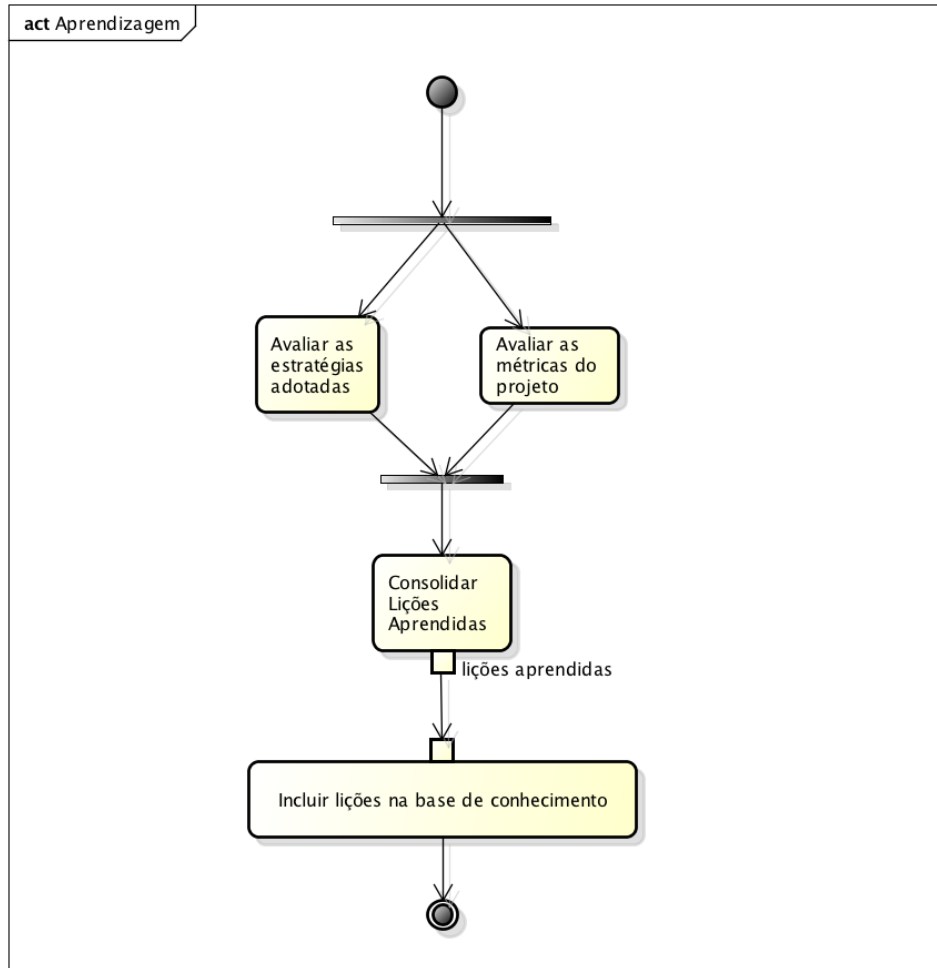 act Aprendizagem
Avaliar as
estratégias
adotadas
Avaliar as
métricas do
projeto
Consolidar
Lições
Aprendidas
lições aprendidas
Incluir lições na base de conhecimento